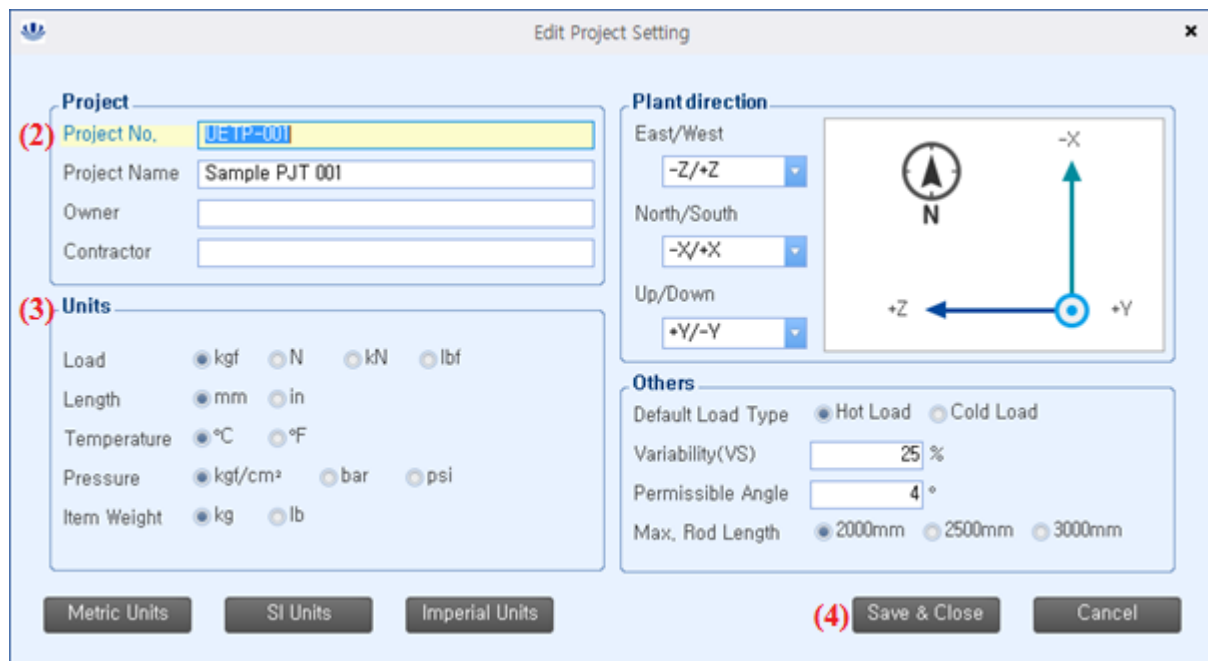 Edit Project Setting
Project
(2) Project No. UETP-001
Project Name Sample PJT 001
Owner
Contractor
(3) Units
Load kgf N kN lbf
Length mm in
Temperature °C °F
Pressure kgf/cm² bar psi
Item Weight kg lb
Plant direction
East/West
-Z/+Z
North/South
-X/+X
Up/Down
+Y/-Y
-X
N
+Z +Y
Others
Default Load Type Hot Load Cold Load
Variability(VS) 25 %
Permissible Angle 4 °
Max. Rod Length 2000mm 2500mm 3000mm
Metric Units SI Units Imperial Units (4) Save & Close Cancel